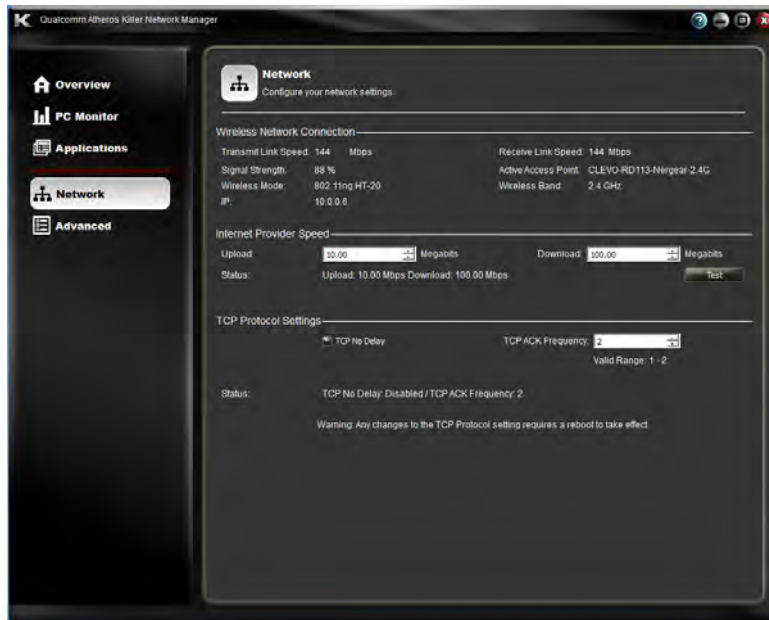 Qualcomm Atheros Killer Network Manager
Overview
PC Monitor
Applications
Network
Advanced
Network
Configure your network settings.
Wireless Network Connection
Transmit Link Speed: 144 Mbps Receive Link Speed: 144 Mbps
Signal Strength: 88 % Active Access Point: CLEVO-RD113-Nergear-2.4G
Wireless Mode: 802.11ng HT-20 Wireless Band: 2.4 GHz
IP: 10.0.0.6
Internet Provider Speed
Upload: 10.00 Megabits Download: 100.00 Megabits
Status: Upload: 10.00 Mbps Download: 100.00 Mbps Test
TCP Protocol Settings
TCP No Delay TCP ACK Frequency: 2
Valid Range: 1 - 2
Status: TCP No Delay: Disabled / TCP ACK Frequency: 2
Warning: Any changes to the TCP Protocol setting requires a reboot to take effect